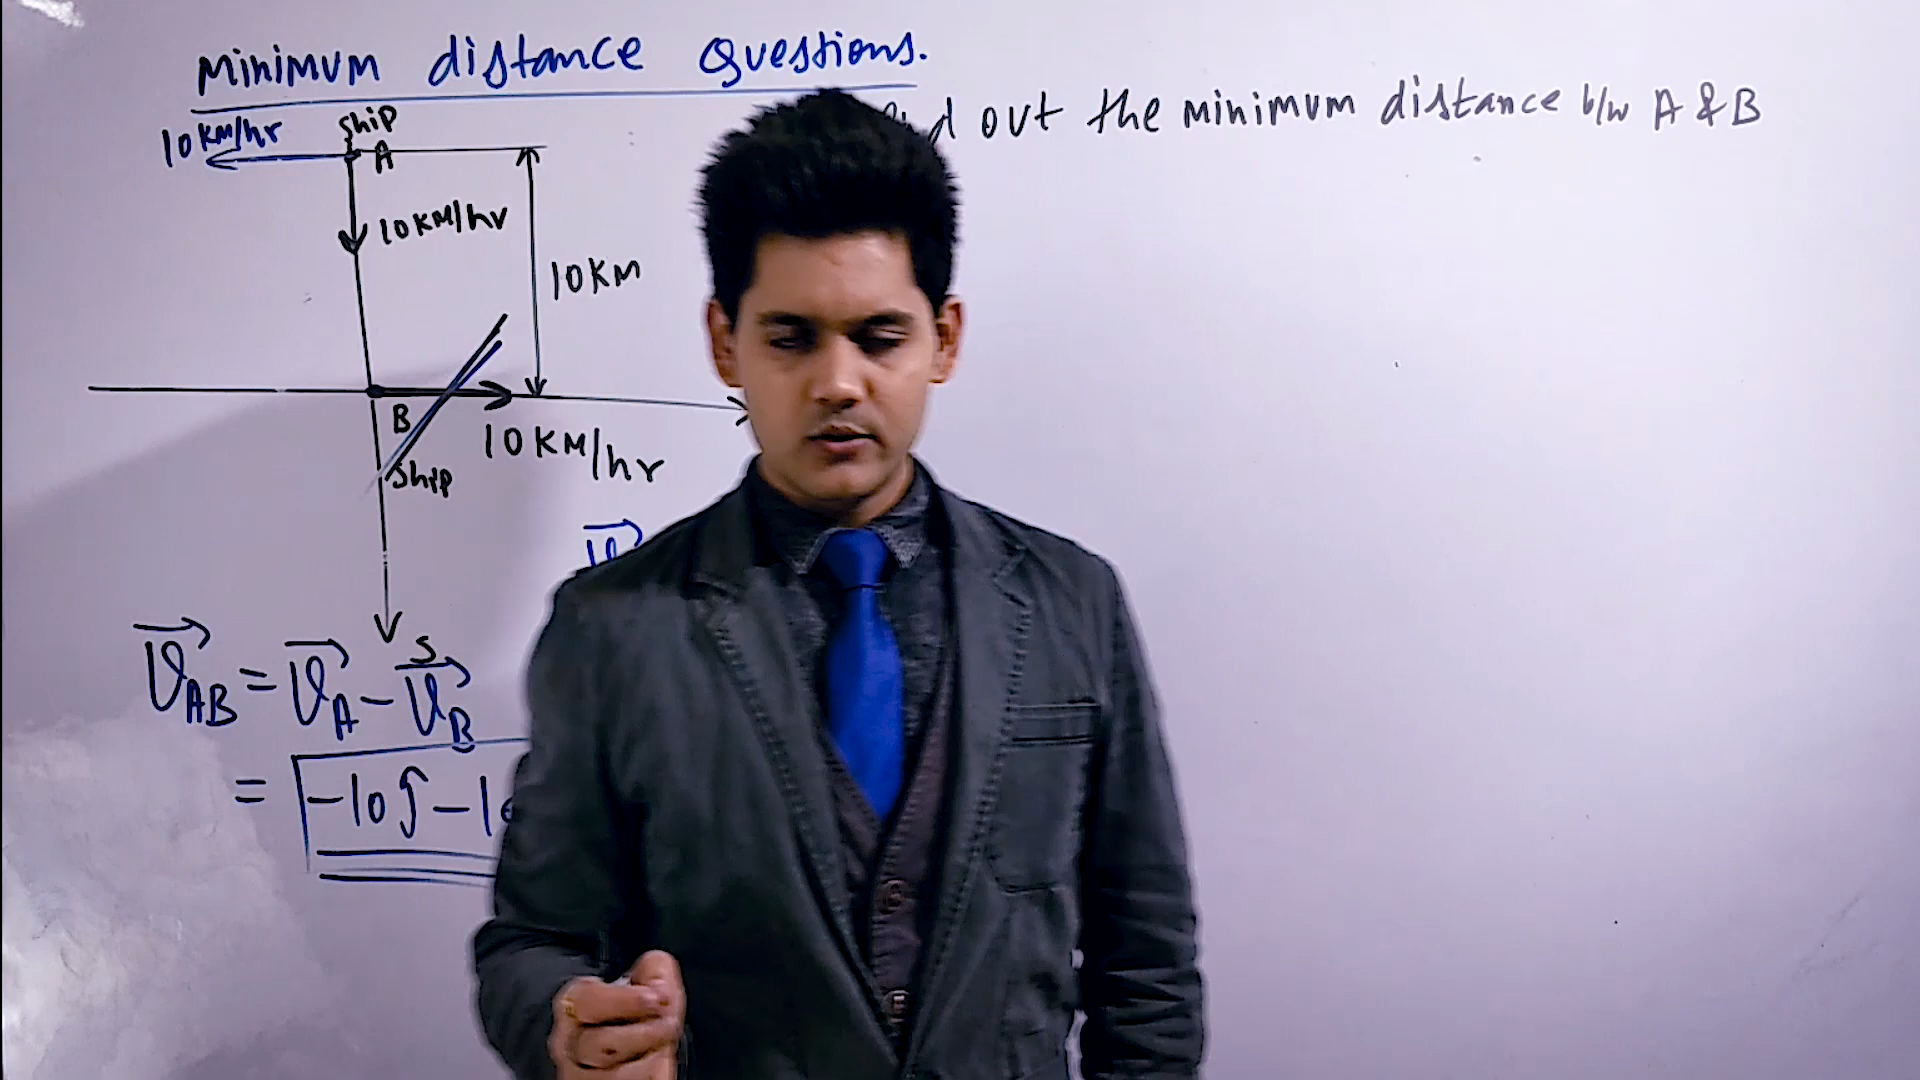 Minimum distance Questions.
out the minimum distance b/w A & B
10 KM/hr
ship
A
10 KM/hr
10 KM
B
10 KM/hr
ship
S
V_AB = V_A - V_B
= -10ĵ -